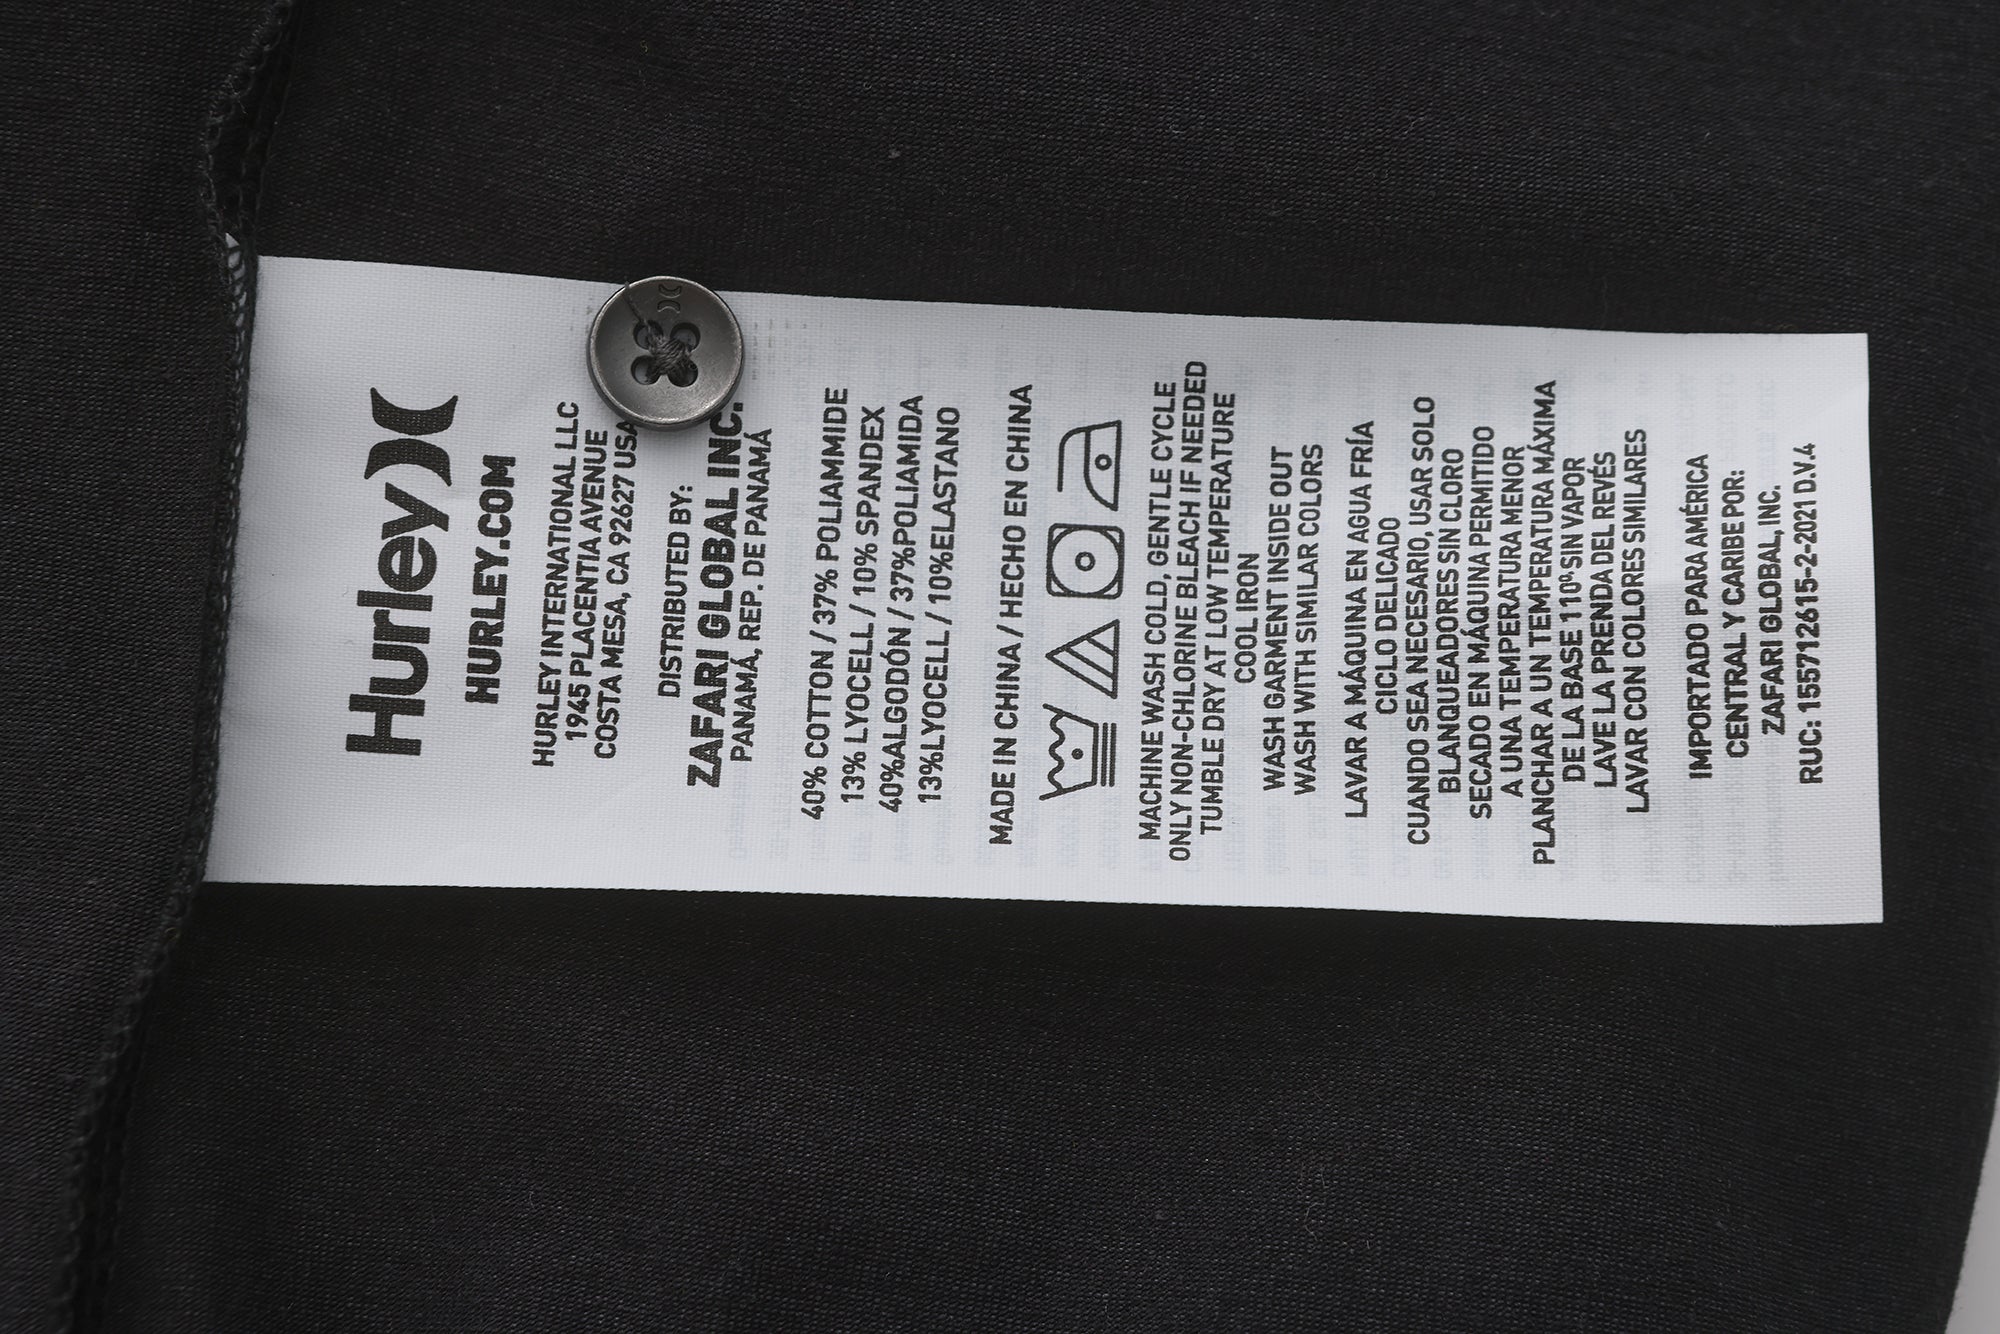 Hurley
HURLEY.COM
HURLEY INTERNATIONAL LLC
1945 PLACENTIA AVENUE
COSTA MESA, CA 92627 USA
DISTRIBUTED BY:
ZAFARI GLOBAL INC.
PANAMÁ, REP. DE PANAMÁ
40% COTTON / 37% POLIAMMIDE
13% LYOCELL / 10% SPANDEX
40%ALGODÓN / 37%POLIAMIDA
13%LYOCELL / 10%ELASTANO
MADE IN CHINA / HECHO EN CHINA
MACHINE WASH COLD, GENTLE CYCLE
ONLY NON-CHLORINE BLEACH IF NEEDED
TUMBLE DRY AT LOW TEMPERATURE
COOL IRON
WASH GARMENT INSIDE OUT
WASH WITH SIMILAR COLORS
LAVAR A MÁQUINA EN AGUA FRÍA
CICLO DELICADO
CUANDO SEA NECESARIO, USAR SOLO
BLANQUEADORES SIN CLORO
SECADO EN MÁQUINA PERMITIDO
A UNA TEMPERATURA MENOR
PLANCHAR A UN TEMPERATURA MÁXIMA
DE LA BASE 110º SIN VAPOR
LAVE LA PRENDA DEL REVÉS
LAVAR CON COLORES SIMILARES
IMPORTADO PARA AMÉRICA
CENTRAL Y CARIBE POR:
ZAFARI GLOBAL, INC.
RUC: 155712615-2-2021 D.V.4